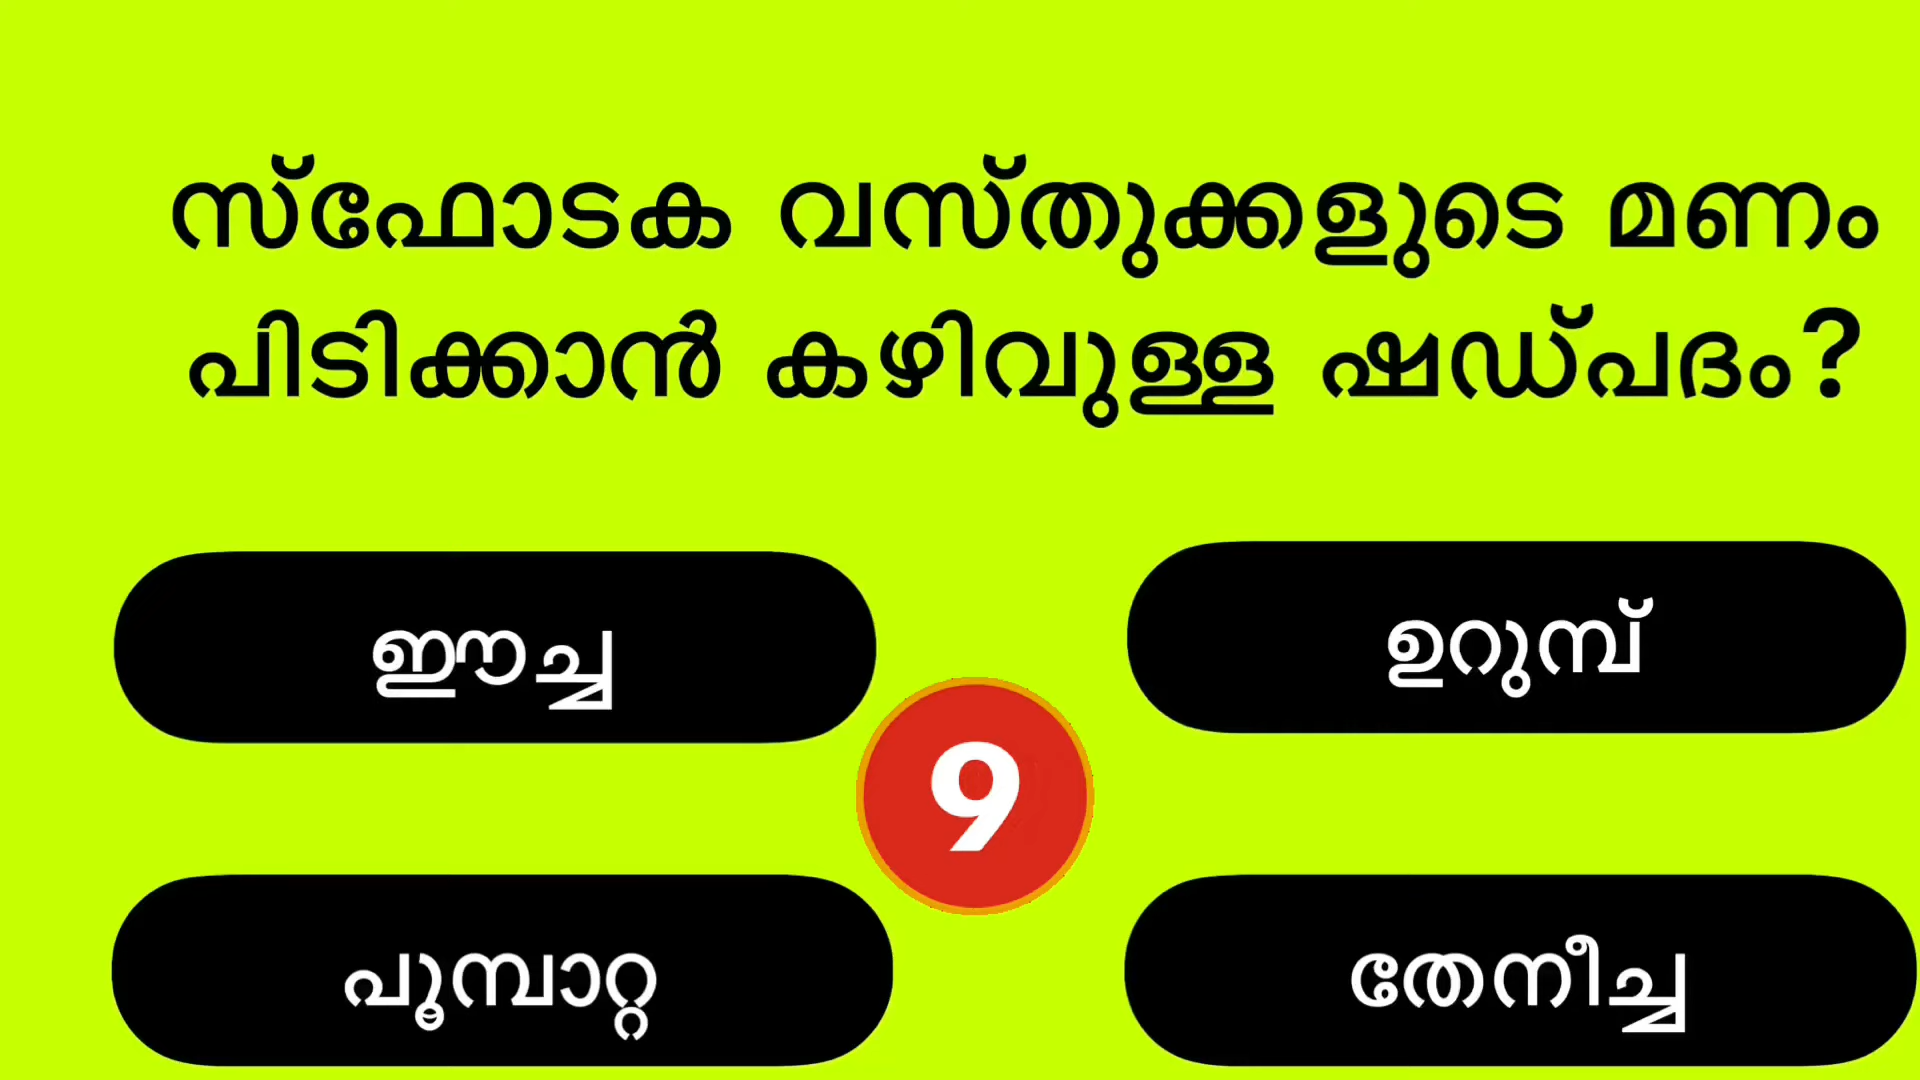 സ്ഫോടക വസ്തുക്കളുടെ മണം
പിടിക്കാൻ കഴിവുള്ള ഷഡ്പദം?
ഈച്ച
ഉറുമ്പ്
9
പൂമ്പാറ്റ
തേനീച്ച